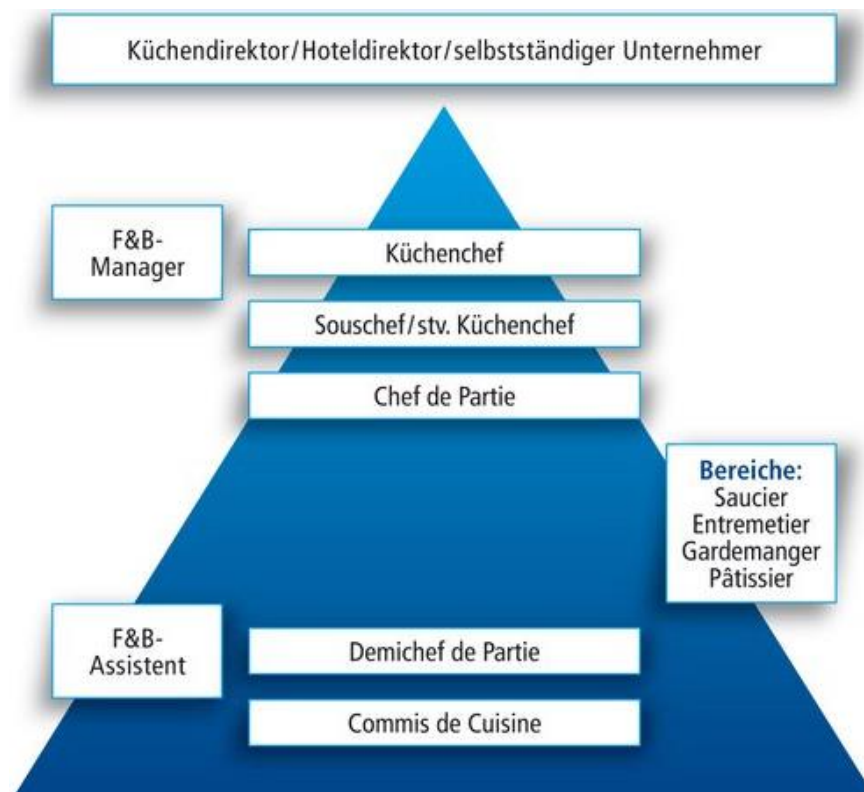 Küchendirektor/Hoteldirektor/selbstständiger Unternehmer
F&B-
Manager
Küchenchef
Souschef/stv. Küchenchef
Chef de Partie
Bereiche:
Saucier
Entremetier
Gardemanger
Pâtissier
F&B-
Assistent
Demichef de Partie
Commis de Cuisine